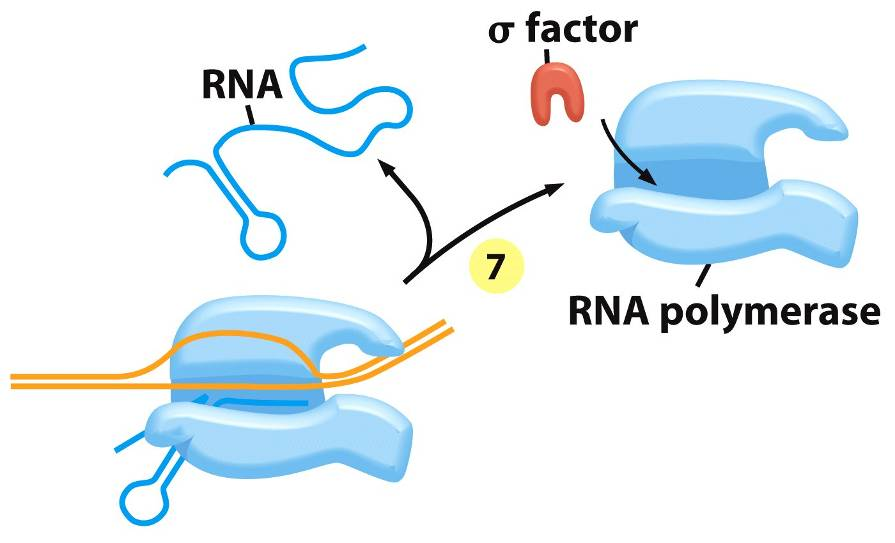 σ factor
RNA
7
RNA polymerase